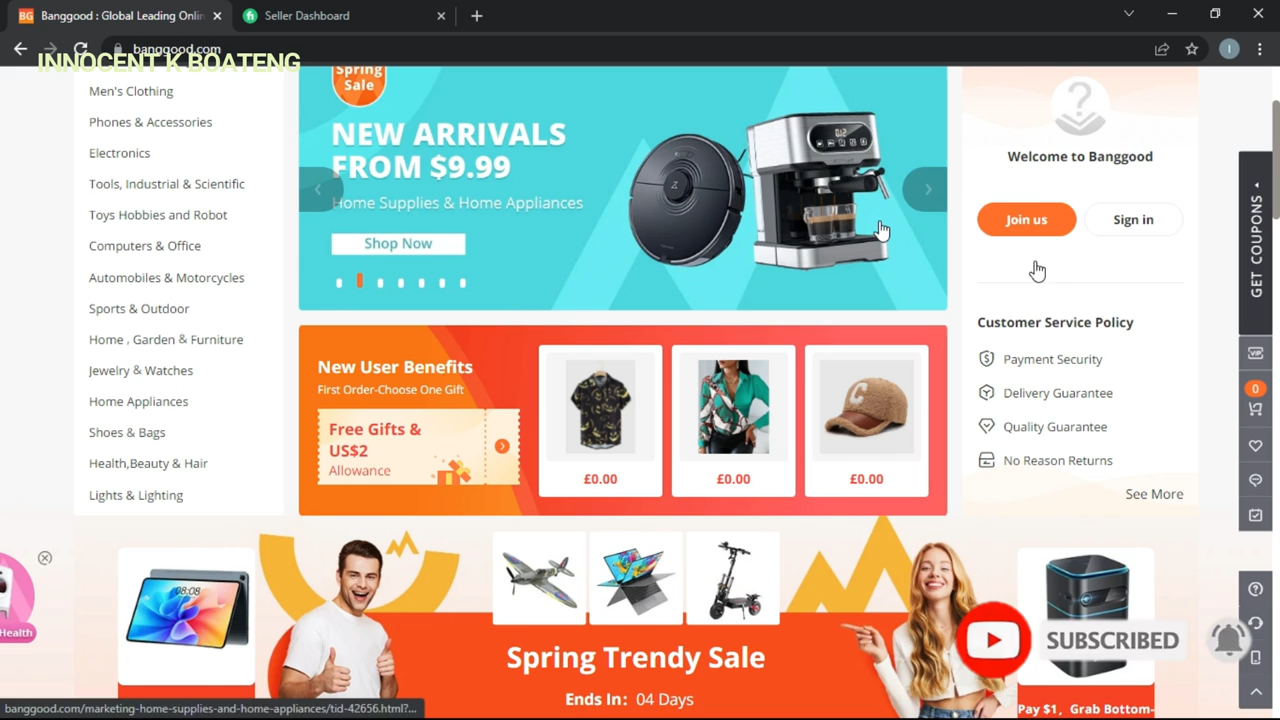 Banggood : Global Leading Onlin
Seller Dashboard
banggood.com
INNOCENT K BOATENG
Men's Clothing
Phones & Accessories
Electronics
Tools, Industrial & Scientific
Toys Hobbies and Robot
Computers & Office
Automobiles & Motorcycles
Sports & Outdoor
Home , Garden & Furniture
Jewelry & Watches
Home Appliances
Shoes & Bags
Health,Beauty & Hair
Lights & Lighting
Spring
Sale
NEW ARRIVALS
FROM $9.99
Home Supplies & Home Appliances
Shop Now
Welcome to Banggood
Join us
Sign in
Customer Service Policy
Payment Security
Delivery Guarantee
Quality Guarantee
No Reason Returns
See More
GET COUPONS
VIP
0
New User Benefits
First Order-Choose One Gift
Free Gifts &
US$2
Allowance
£0.00
£0.00
£0.00
Health
08:08
Spring Trendy Sale
Ends In: 04 Days
SUBSCRIBED
Pay $1, Grab Bottom-
banggood.com/marketing-home-supplies-and-home-appliances/tid-42656.html?...